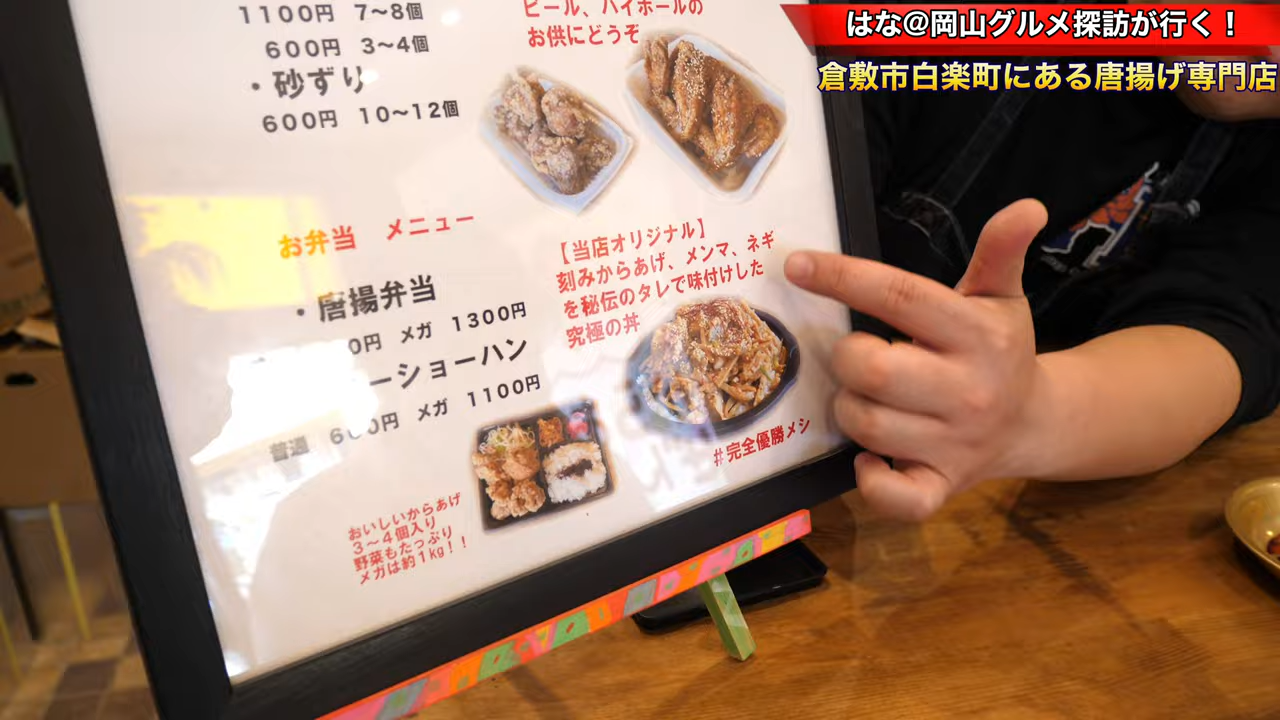 はな@岡山グルメ探訪が行く！
倉敷市白楽町にある唐揚げ専門店
1100円 7〜8個
600円 3〜4個
・砂ずり
600円 10〜12個
ビール、ハイボールの
お供にどうぞ
お弁当 メニュー
・唐揚弁当
0円 メガ 1300円
ーショーハン
普通 600円 メガ 1100円
おいしいからあげ
3〜4個入り
野菜もたっぷり
メガは約1kg！！
【当店オリジナル】
刻みからあげ、メンマ、ネギ
を秘伝のタレで味付けした
究極の丼
#完全優勝メシ